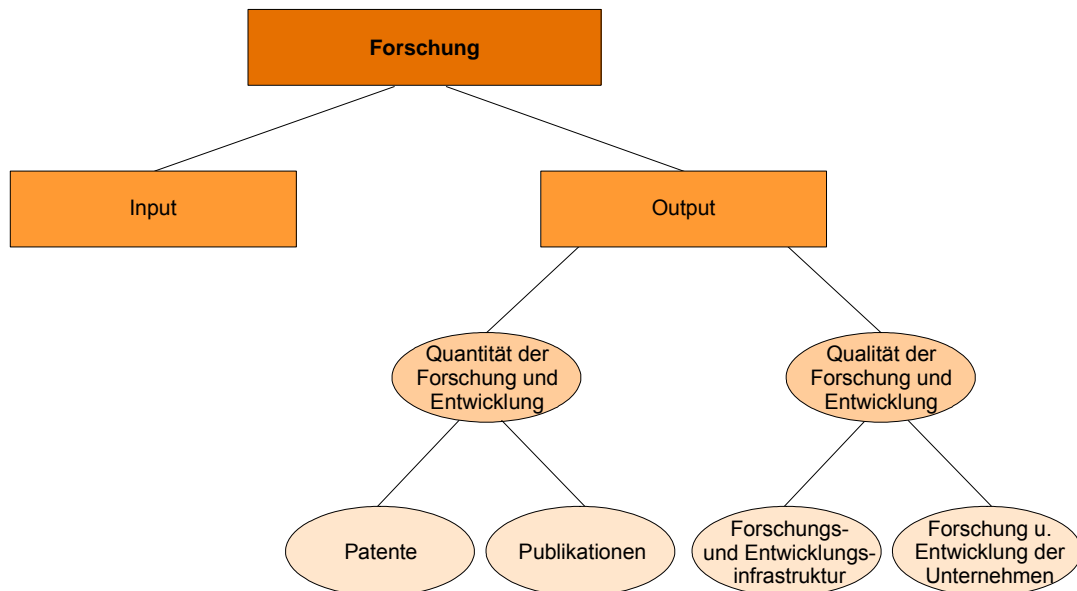 Forschung
Input
Output
Quantität der
Forschung und
Entwicklung
Qualität der
Forschung und
Entwicklung
Patente
Publikationen
Forschungs-
und Entwicklungs-
infrastruktur
Forschung u.
Entwicklung der
Unternehmen